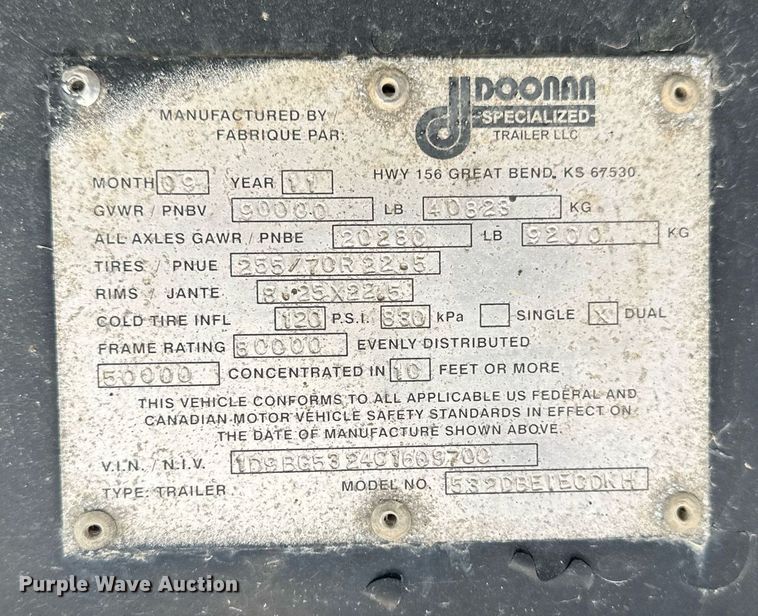 DOONAN
SPECIALIZED
TRAILER LLC
MANUFACTURED BY
FABRIQUE PAR:
HWY 156 GREAT BEND, KS 67530
MONTH 09 YEAR 11
GVWR / PNBV 90000 LB 40823 KG
ALL AXLES GAWR / PNBE 20280 LB 9200 KG
TIRES / PNUE 255/70R22.5
RIMS / JANTE 8.25X22.5
COLD TIRE INFL 120 P.S.I. 830 kPa SINGLE X DUAL
FRAME RATING 80000 EVENLY DISTRIBUTED
50000 CONCENTRATED IN 10 FEET OR MORE
THIS VEHICLE CONFORMS TO ALL APPLICABLE US FEDERAL AND
CANADIAN MOTOR VEHICLE SAFETY STANDARDS IN EFFECT ON
THE DATE OF MANUFACTURE SHOWN ABOVE.
V.I.N. / N.I.V. 1D9BG5324C1609700
TYPE: TRAILER MODEL NO.
Purple Wave Auction